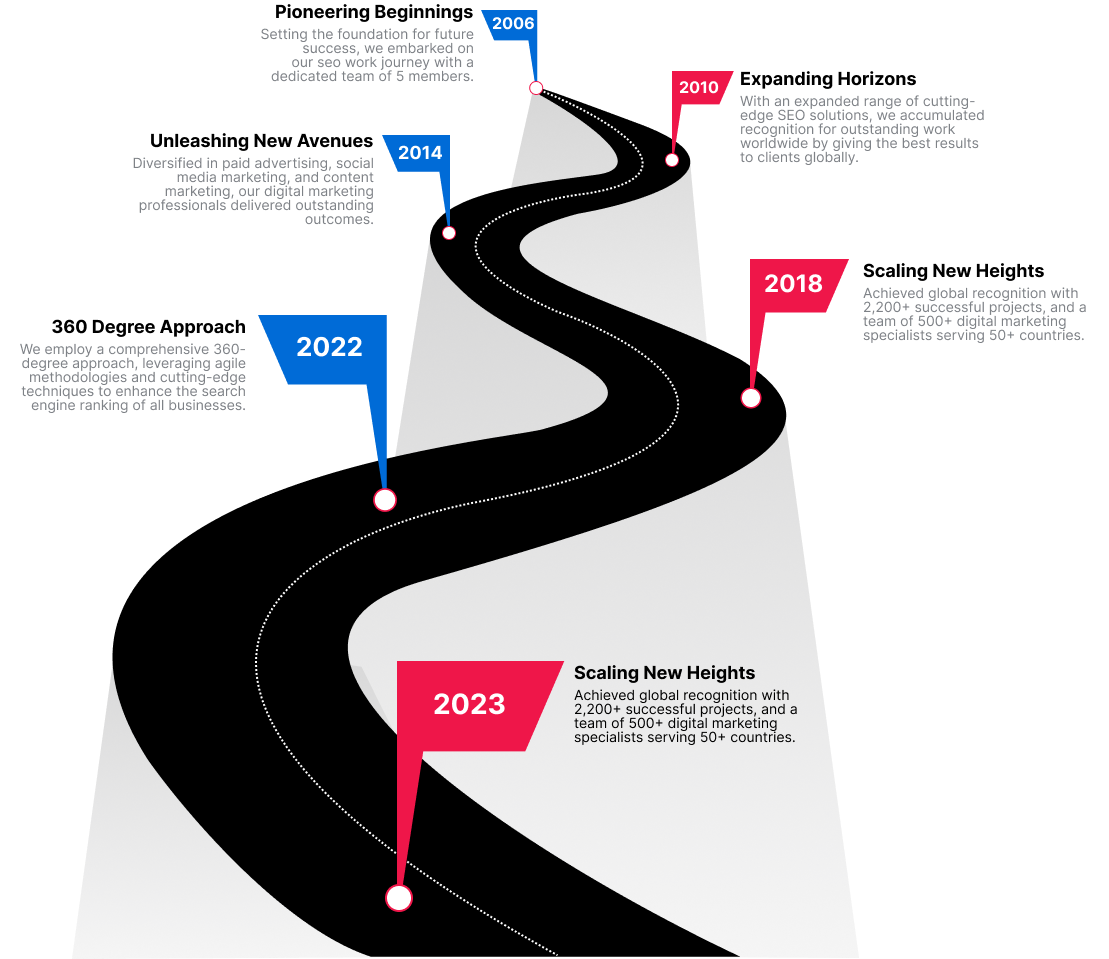 Pioneering Beginnings
2006
Setting the foundation for future
success, we embarked on
our seo work journey with a
dedicated team of 5 members.
2010
Expanding Horizons
With an expanded range of cutting-
edge SEO solutions, we accumulated
recognition for outstanding work
worldwide by giving the best results
to clients globally.
Unleashing New Avenues
2014
Diversified in paid advertising, social
media marketing, and content
marketing, our digital marketing
professionals delivered outstanding
outcomes.
2018
Scaling New Heights
Achieved global recognition with
2,200+ successful projects, and a
team of 500+ digital marketing
specialists serving 50+ countries.
360 Degree Approach
2022
We employ a comprehensive 360-
degree approach, leveraging agile
methodologies and cutting-edge
techniques to enhance the search
engine ranking of all businesses.
2023
Scaling New Heights
Achieved global recognition with
2,200+ successful projects, and a
team of 500+ digital marketing
specialists serving 50+ countries.